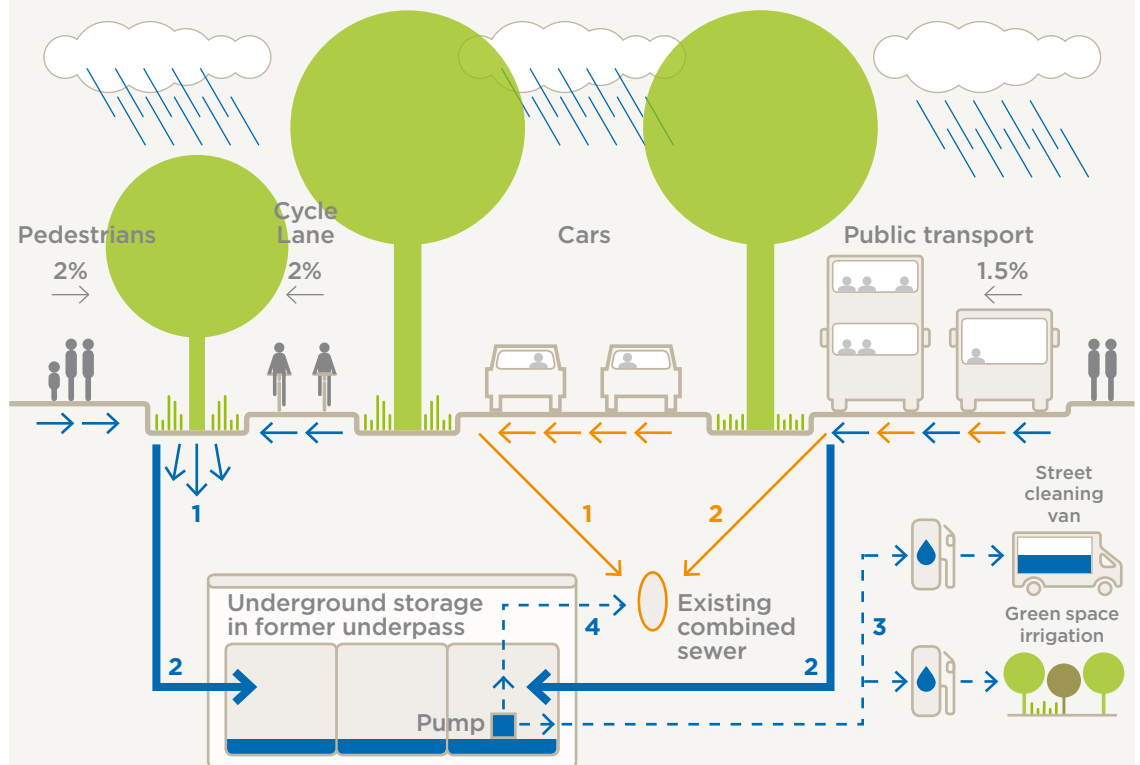 Pedestrians
2%
Cycle
Lane
2%
Cars
Public transport
1.5%
1
2
1
2
2
3
4
Underground storage
in former underpass
Pump
Existing
combined
sewer
Street
cleaning
van
Green space
irrigation